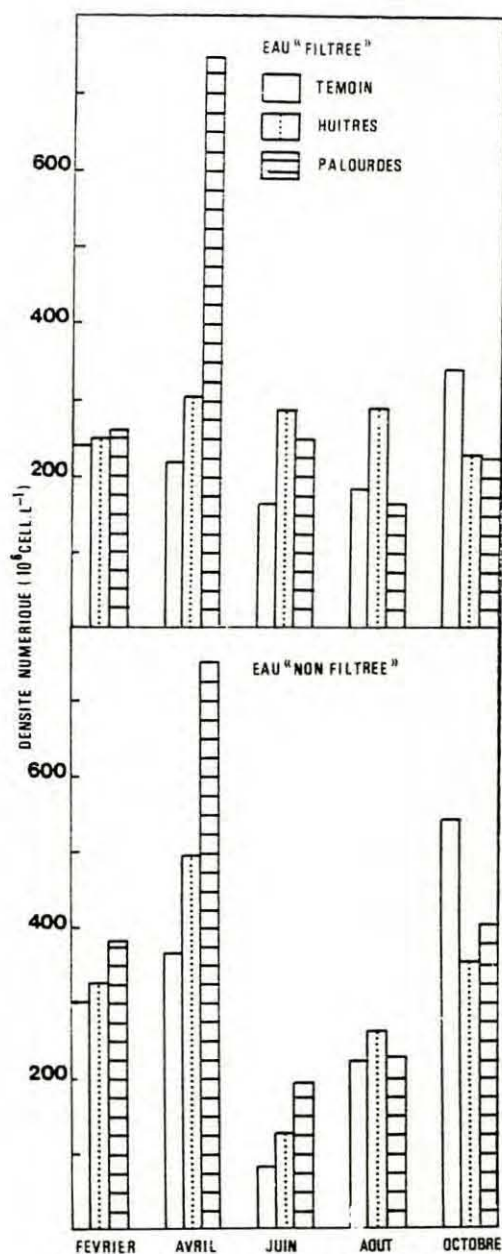 EAU "FILTREE"
TEMOIN
HUITRES
PALOURDES
600
400
200
DENSITE NUMERIQUE (10⁶CELL.L⁻¹)
EAU "NON FILTREE"
600
400
200
FEVRIER AVRIL JUIN AOUT OCTOBRE